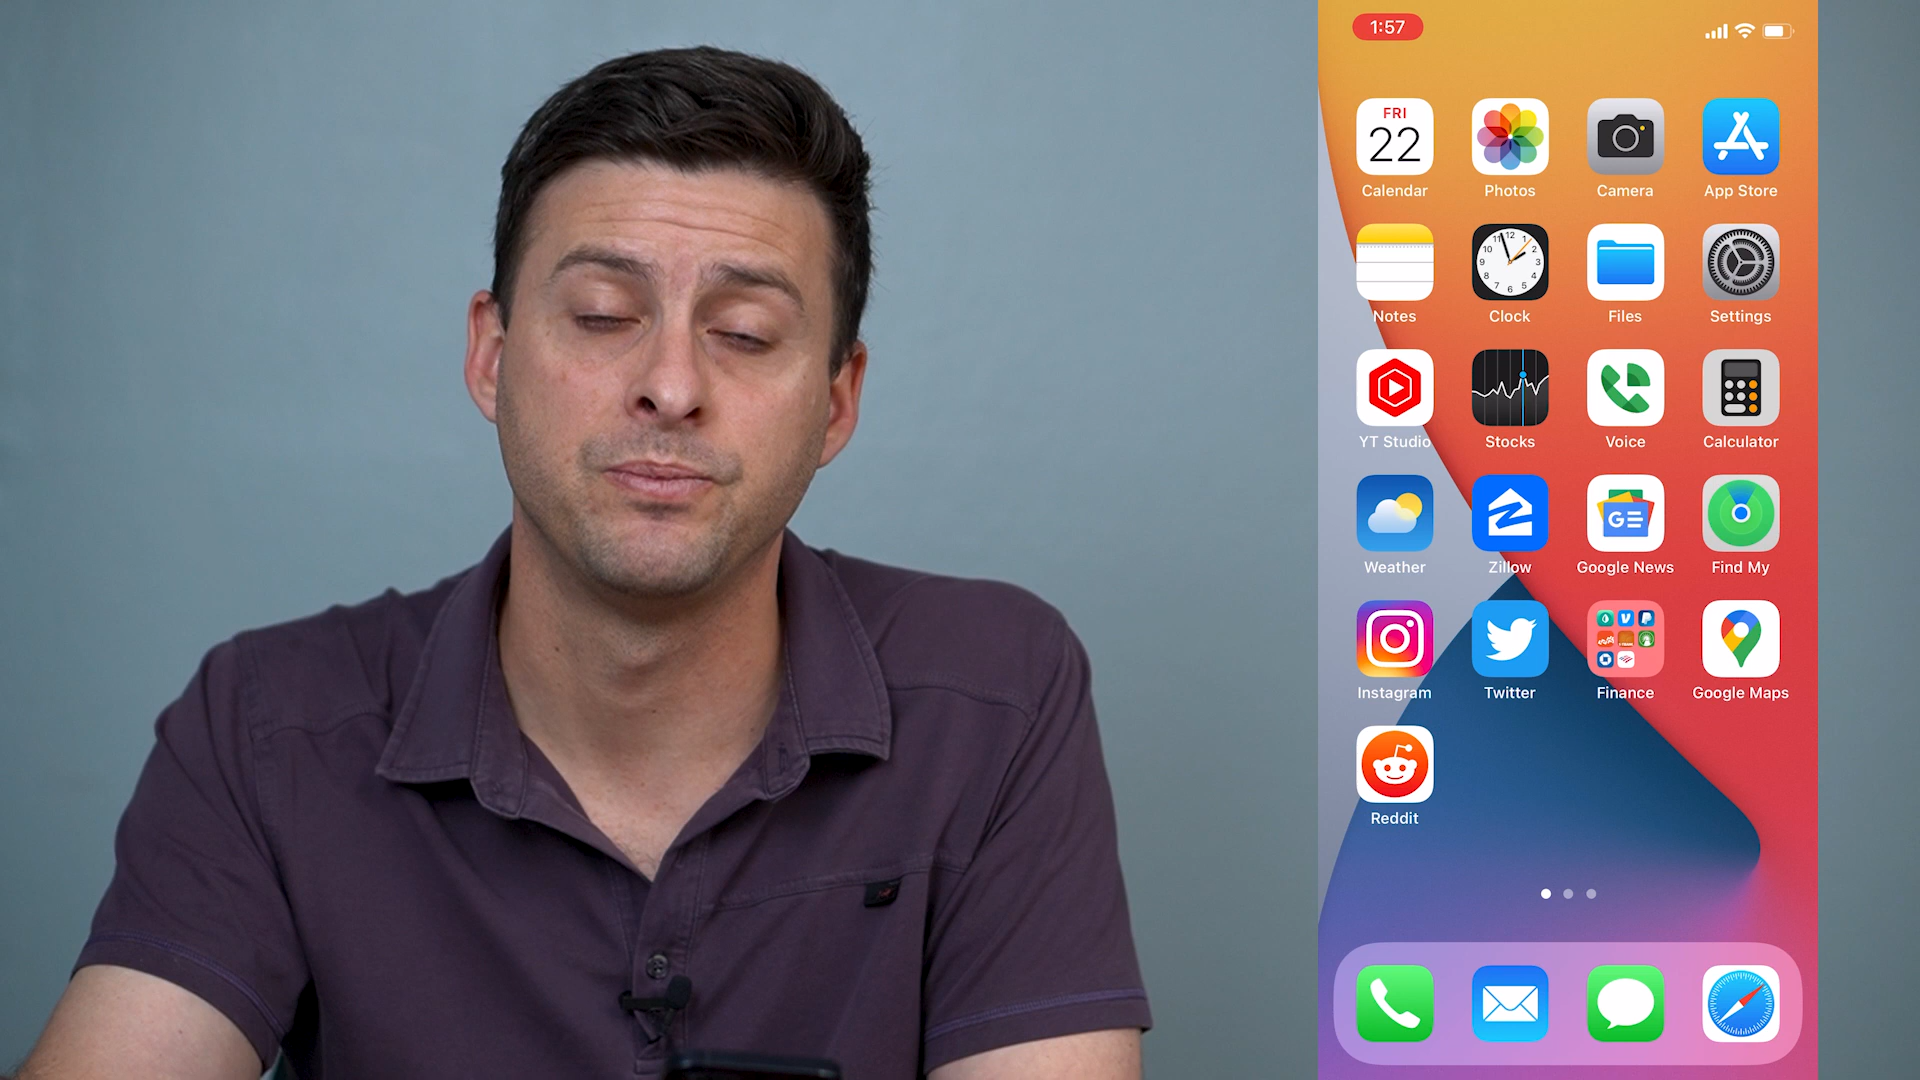 1:57
FRI
22
Calendar
Photos
Camera
App Store
Notes
Clock
Files
Settings
YT Studio
Stocks
Voice
Calculator
Weather
Zillow
Google News
Find My
Instagram
Twitter
Finance
Google Maps
Reddit